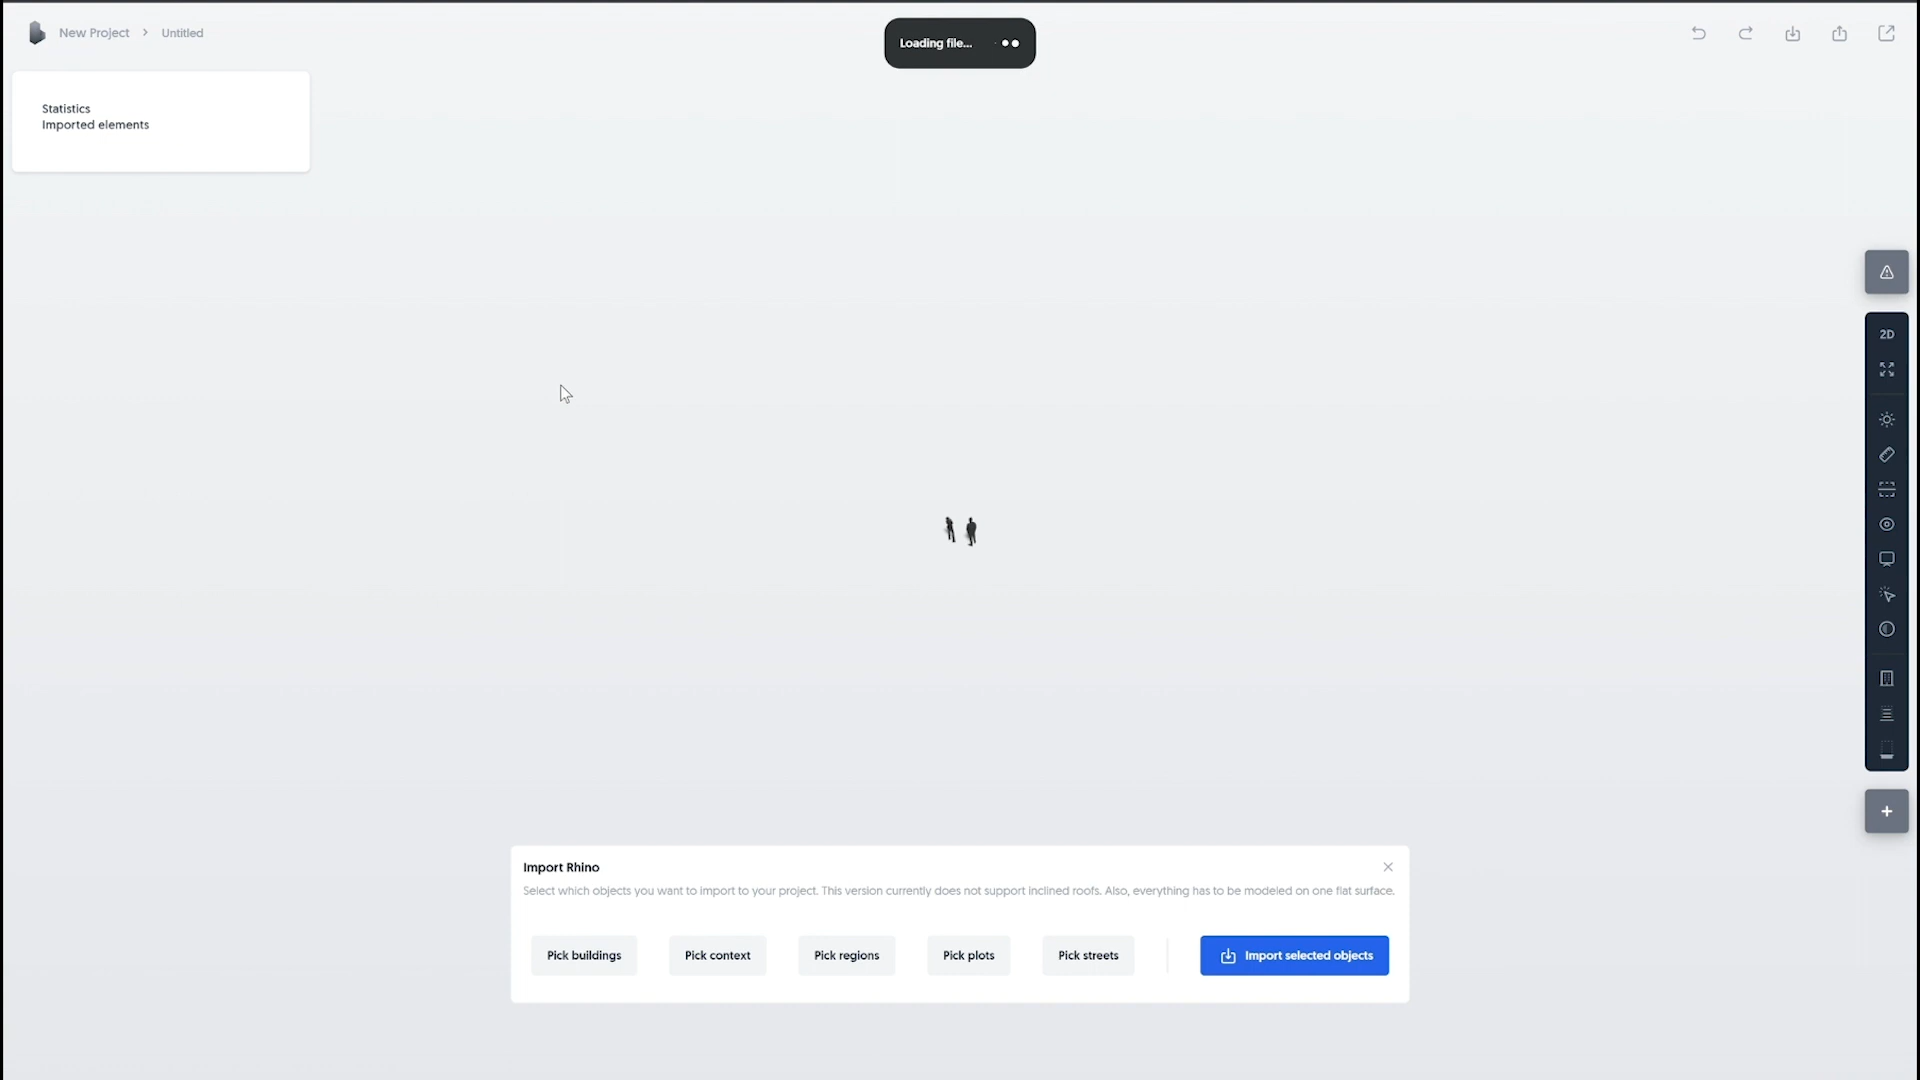 New Project > Untitled
Loading file...
Statistics
Imported elements
2D
Import Rhino
Select which objects you want to import to your project. This version currently does not support inclined roofs. Also, everything has to be modeled on one flat surface.
Pick buildings
Pick context
Pick regions
Pick plots
Pick streets
Import selected objects